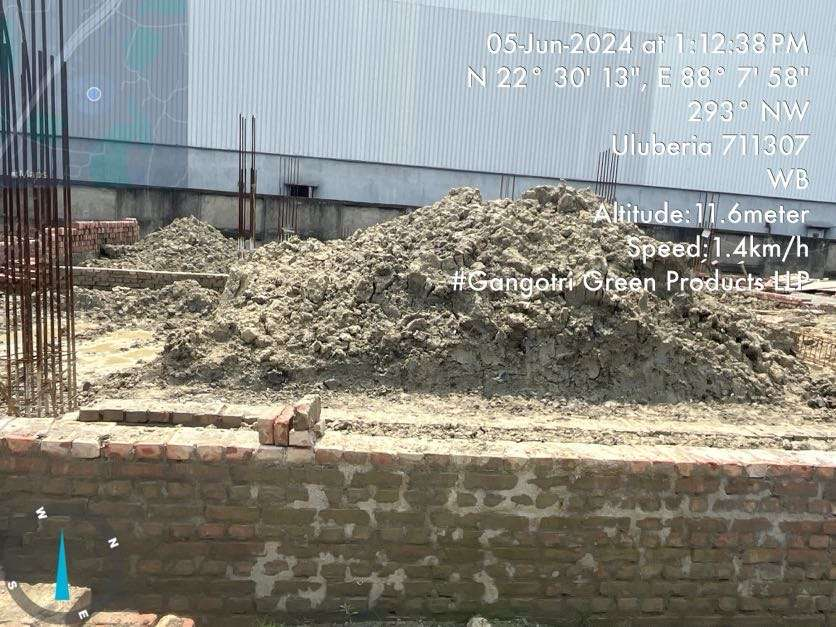 05-Jun-2024 at 1:12:38 PM
N 22° 30' 13", E 88° 7' 58"
293° NW
Uluberia 711307
WB
Altitude:11.6meter
Speed:1.4km/h
#Gangotri Green Products LLP
Maps
W
N
S
E